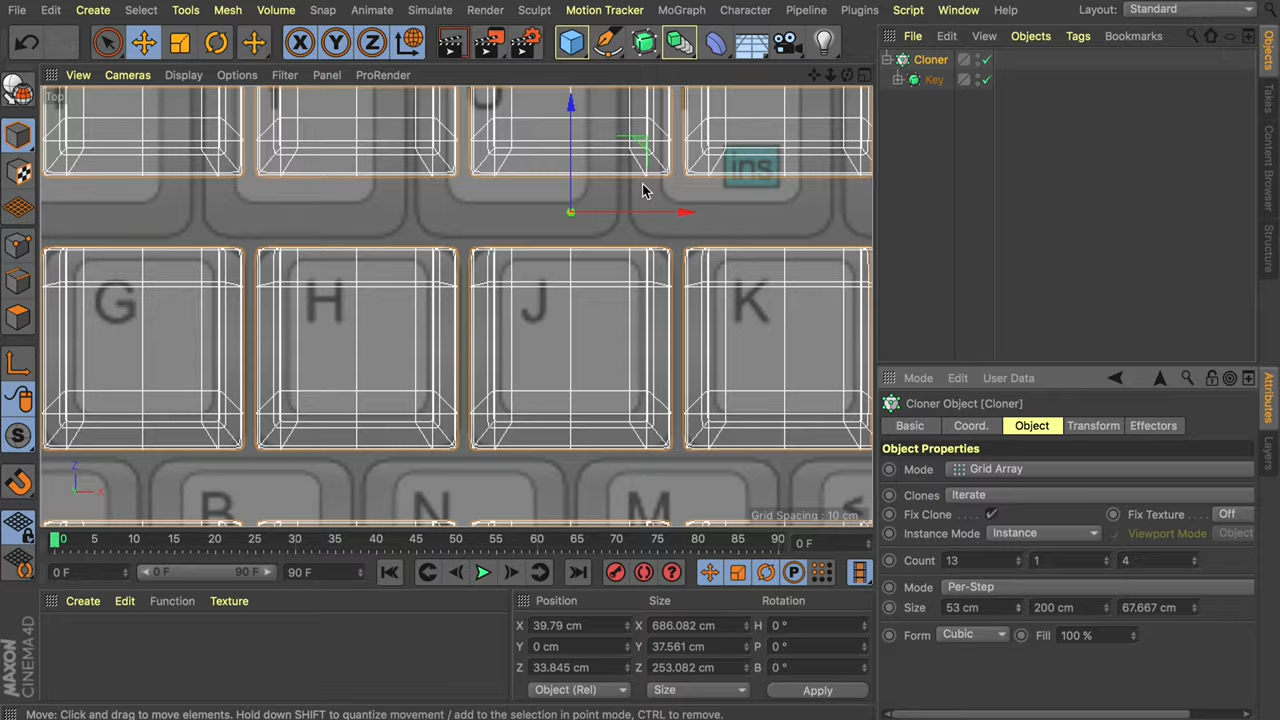 File Edit Create Select Tools Mesh Volume Snap Animate Simulate Render Sculpt Motion Tracker MoGraph Character Pipeline Plugins Script Window Help Layout: Standard
X Y Z
View Cameras Display Options Filter Panel ProRender
File Edit View Objects Tags Bookmarks
Cloner
Key
Top
ins
G H J K
B N M <
Z
X
Grid Spacing : 10 cm
Objects
Takes
Content Browser
Structure
Attributes
Layers
Mode Edit User Data
Cloner Object [Cloner]
Basic Coord. Object Transform Effectors
Object Properties
Mode Grid Array
Clones Iterate
Fix Clone Fix Texture Off
Instance Mode Instance Viewport Mode Object
Count 13 1 4
Mode Per-Step
Size 53 cm 200 cm 67.667 cm
Form Cubic Fill 100 %
0 5 10 15 20 25 30 35 40 45 50 55 60 65 70 75 80 85 90 0 F
0 F 0 F 90 F 90 F
P
Create Edit Function Texture
Position Size Rotation
X 39.79 cm X 686.082 cm H 0 °
Y 0 cm Y 37.561 cm P 0 °
Z 33.845 cm Z 253.082 cm B 0 °
Object (Rel) Size Apply
S
MAXON
CINEMA 4D
Move: Click and drag to move elements. Hold down SHIFT to quantize movement / add to the selection in point mode, CTRL to remove.